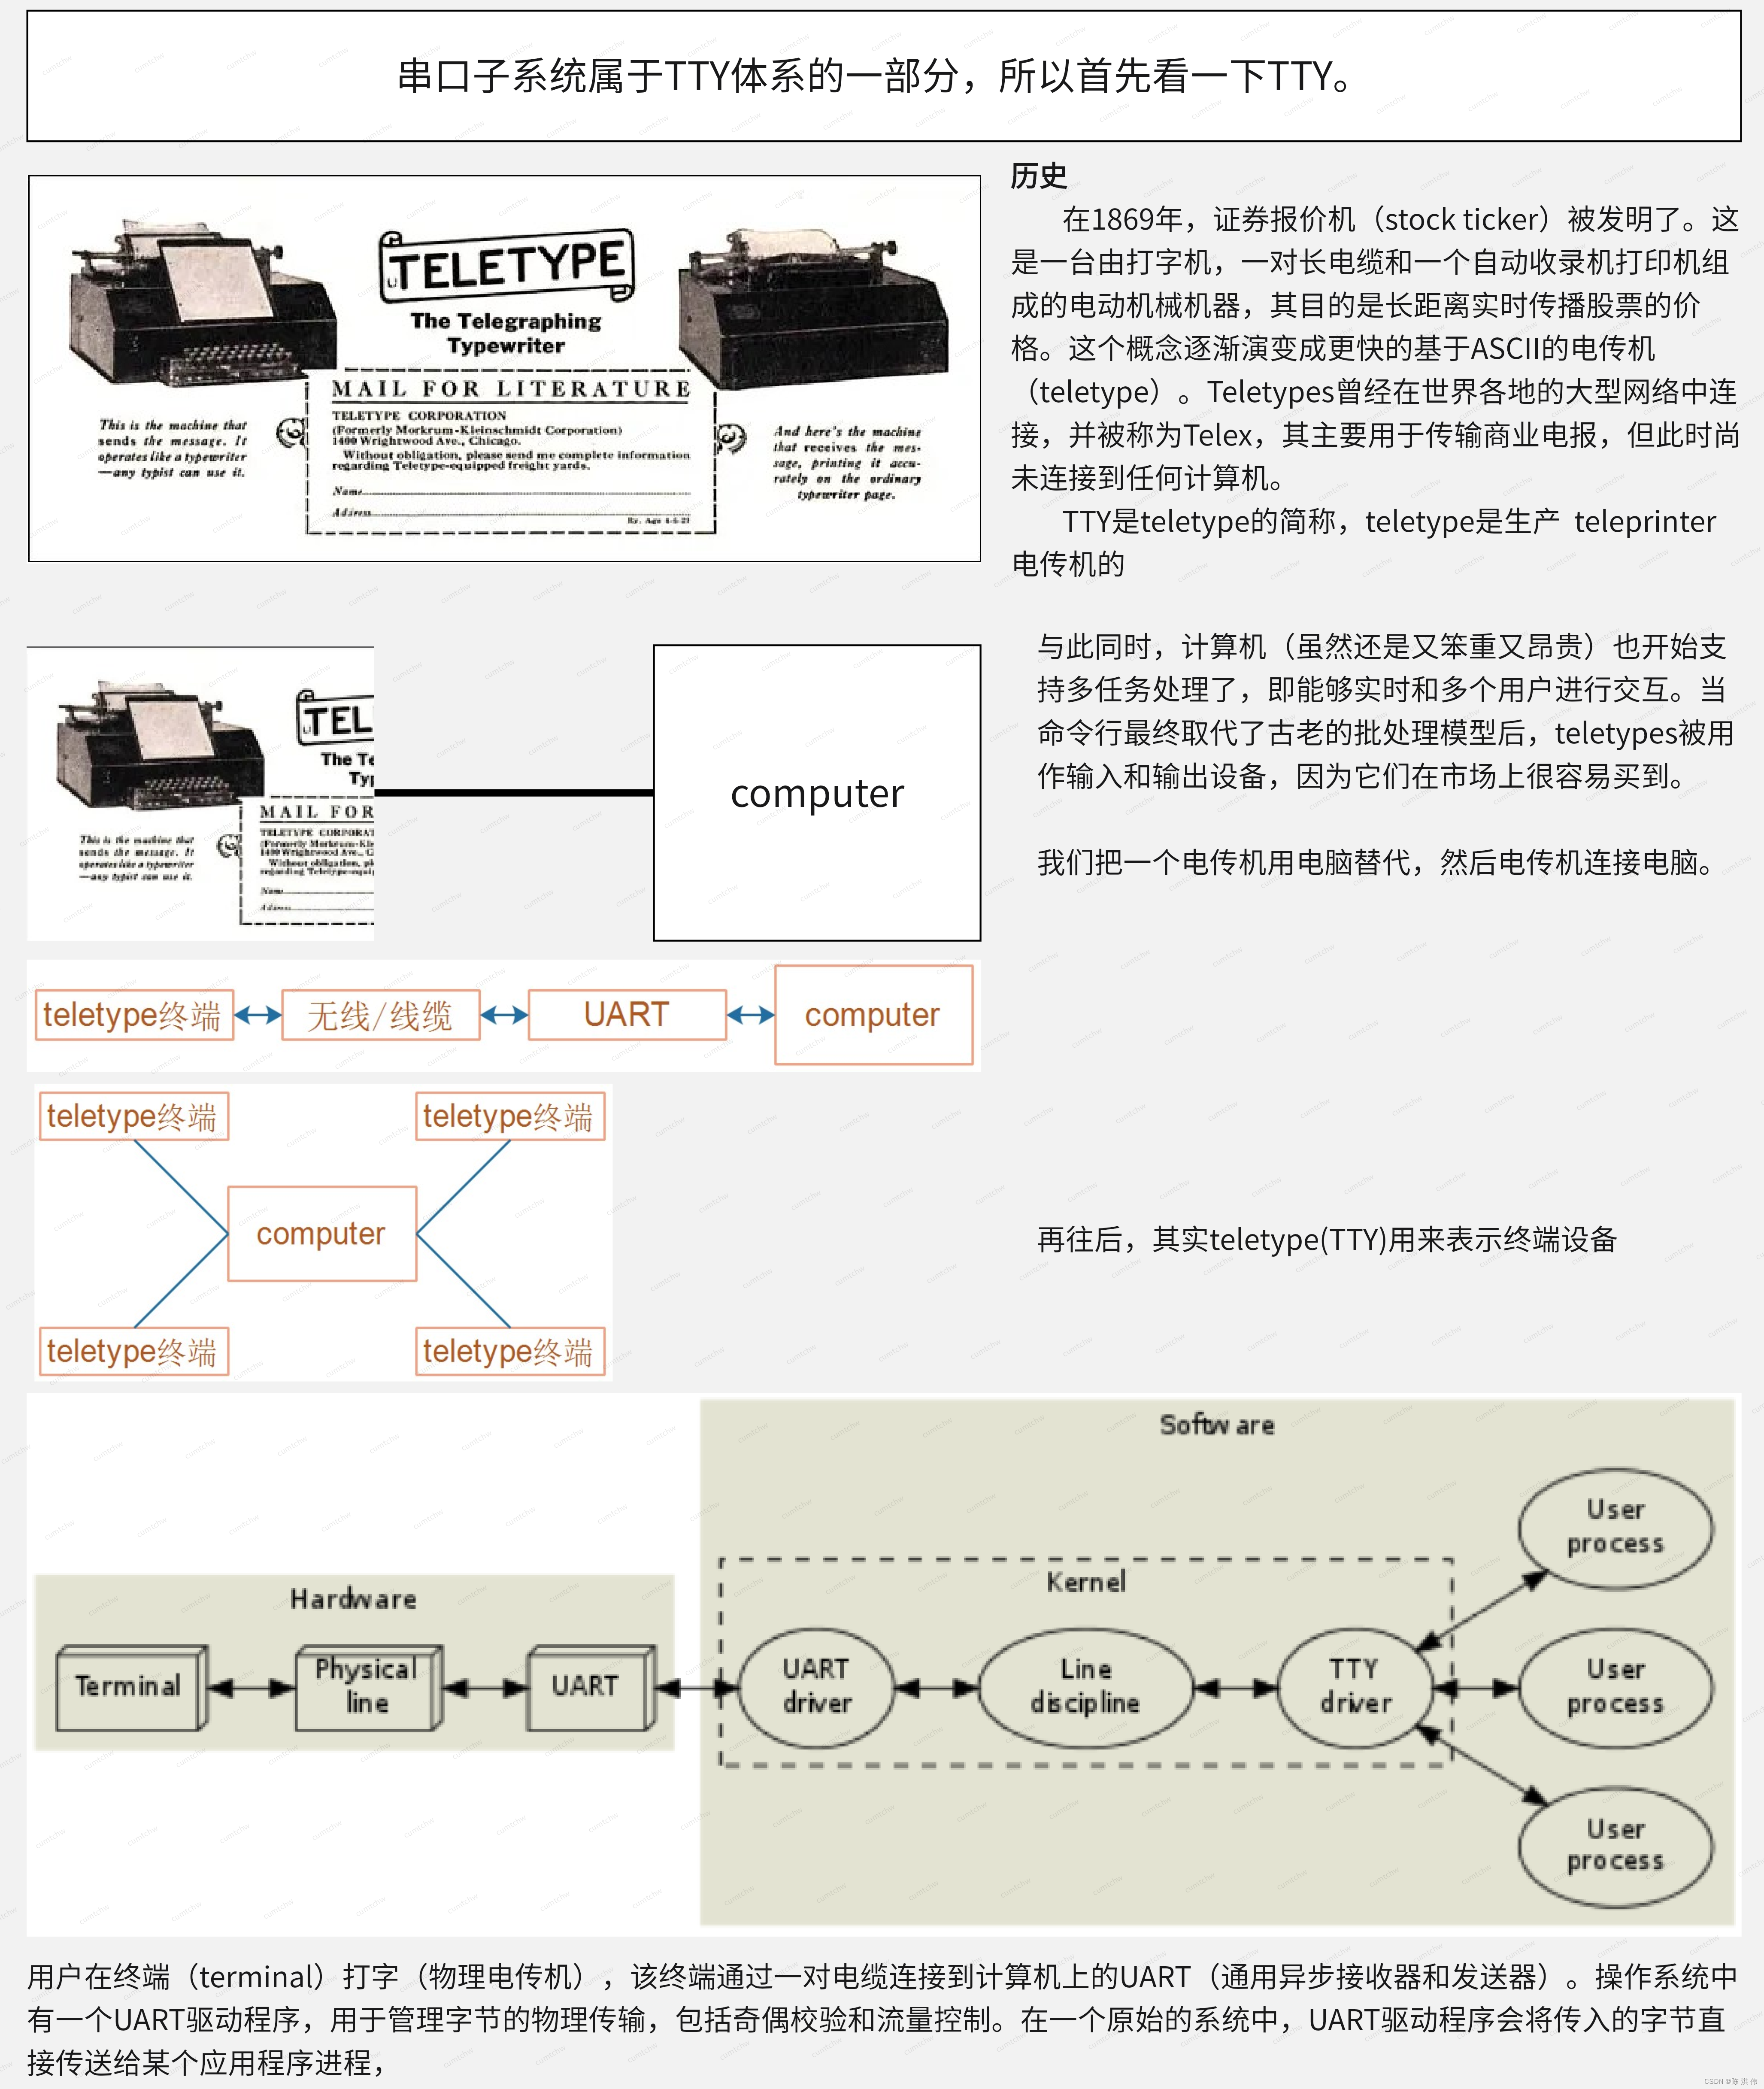 串口子系统属于TTY体系的一部分，所以首先看一下TTY。
TELETYPE
The Telegraphing
Typewriter
This is the machine that
sends the message. It
operates like a typewriter
—any typist can use it.
MAIL FOR LITERATURE
TELETYPE CORPORATION
(Formerly Morkrum-Kleinschmidt Corporation)
1400 Wrightwood Ave., Chicago.
Without obligation, please send me complete information
regarding Teletype-equipped freight yards.
Name
Address
Ry. Age 4-6-29
And here's the machine
that receives the mes-
sage, printing it accu-
rately on the ordinary
typewriter page.
历史
在1869年，证券报价机（stock ticker）被发明了。这
是一台由打字机，一对长电缆和一个自动收录机打印机组
成的电动机械机器，其目的是长距离实时传播股票的价
格。这个概念逐渐演变成更快的基于ASCII的电传机
（teletype）。Teletypes曾经在世界各地的大型网络中连
接，并被称为Telex，其主要用于传输商业电报，但此时尚
未连接到任何计算机。
TTY是teletype的简称，teletype是生产 teleprinter
电传机的
TEL
The Te
Typ
This is the machine that
sends the message. It
operates like a typewriter
—any typist can use it.
MAIL FOR
TELETYPE CORPORAT
(Formerly Morkrum-Kle
1400 Wrightwood Ave., C
Without obligation, pl
regarding Teletype-equip
Name
Address
computer
与此同时，计算机（虽然还是又笨重又昂贵）也开始支
持多任务处理了，即能够实时和多个用户进行交互。当
命令行最终取代了古老的批处理模型后，teletypes被用
作输入和输出设备，因为它们在市场上很容易买到。
我们把一个电传机用电脑替代，然后电传机连接电脑。
teletype终端
无线/线缆
UART
computer
teletype终端
teletype终端
computer
teletype终端
teletype终端
再往后，其实teletype(TTY)用来表示终端设备
Software
Hardware
Kernel
Terminal
Physical
line
UART
UART
driver
Line
discipline
TTY
driver
User
process
User
process
User
process
用户在终端（terminal）打字（物理电传机），该终端通过一对电缆连接到计算机上的UART（通用异步接收器和发送器）。操作系统中
有一个UART驱动程序，用于管理字节的物理传输，包括奇偶校验和流量控制。在一个原始的系统中，UART驱动程序会将传入的字节直
接传送给某个应用程序进程，
CSDN @陈 洪 伟